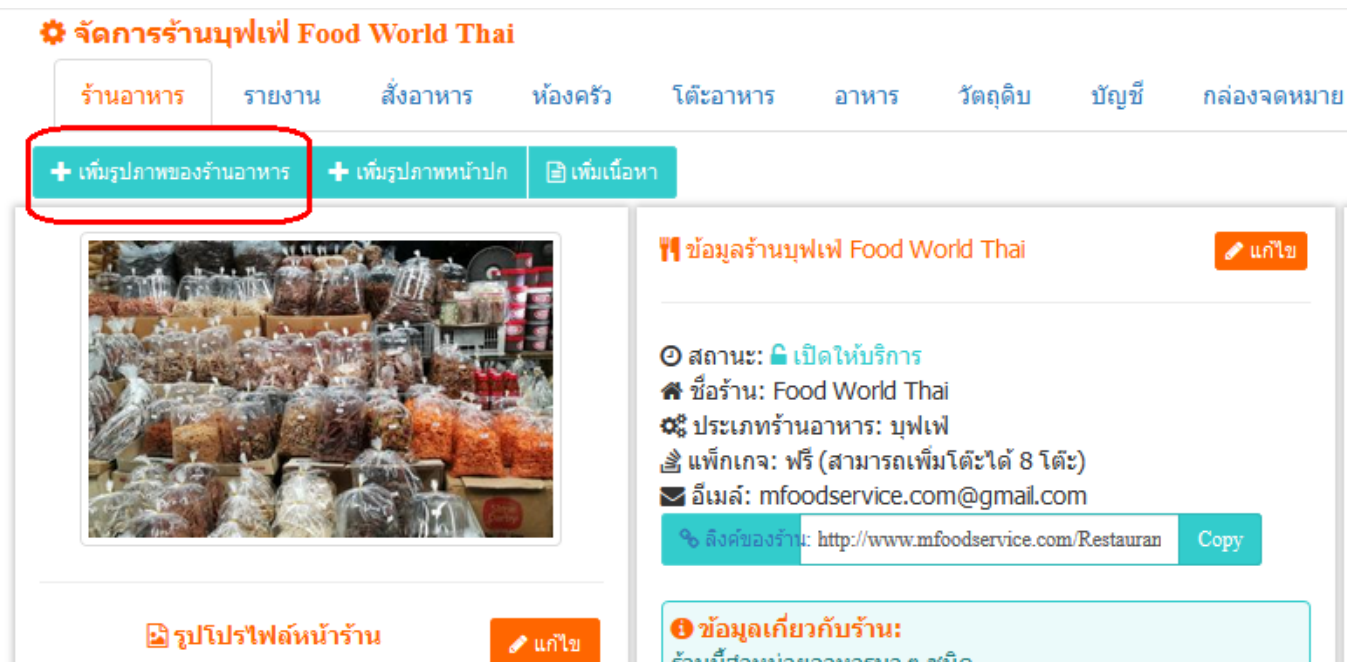 จัดการร้านบุฟเฟ่ Food World Thai
ร้านอาหาร รายงาน สั่งอาหาร ห้องครัว โต๊ะอาหาร อาหาร วัตถุดิบ บัญชี กล่องจดหมาย
เพิ่มรูปภาพของร้านอาหาร เพิ่มรูปภาพหน้าปก เพิ่มเนื้อหา
ข้อมูลร้านบุฟเฟ่ Food World Thai แก้ไข
สถานะ: เปิดให้บริการ
ชื่อร้าน: Food World Thai
ประเภทร้านอาหาร: บุฟเฟ่
แพ็กเกจ: ฟรี (สามารถเพิ่มโต๊ะได้ 8 โต๊ะ)
อีเมล์: mfoodservice.com@gmail.com
ลิงค์ของร้าน: http://www.mfoodservice.com/Restauran Copy
รูปโปรไฟล์หน้าร้าน แก้ไข
ข้อมูลเกี่ยวกับร้าน: